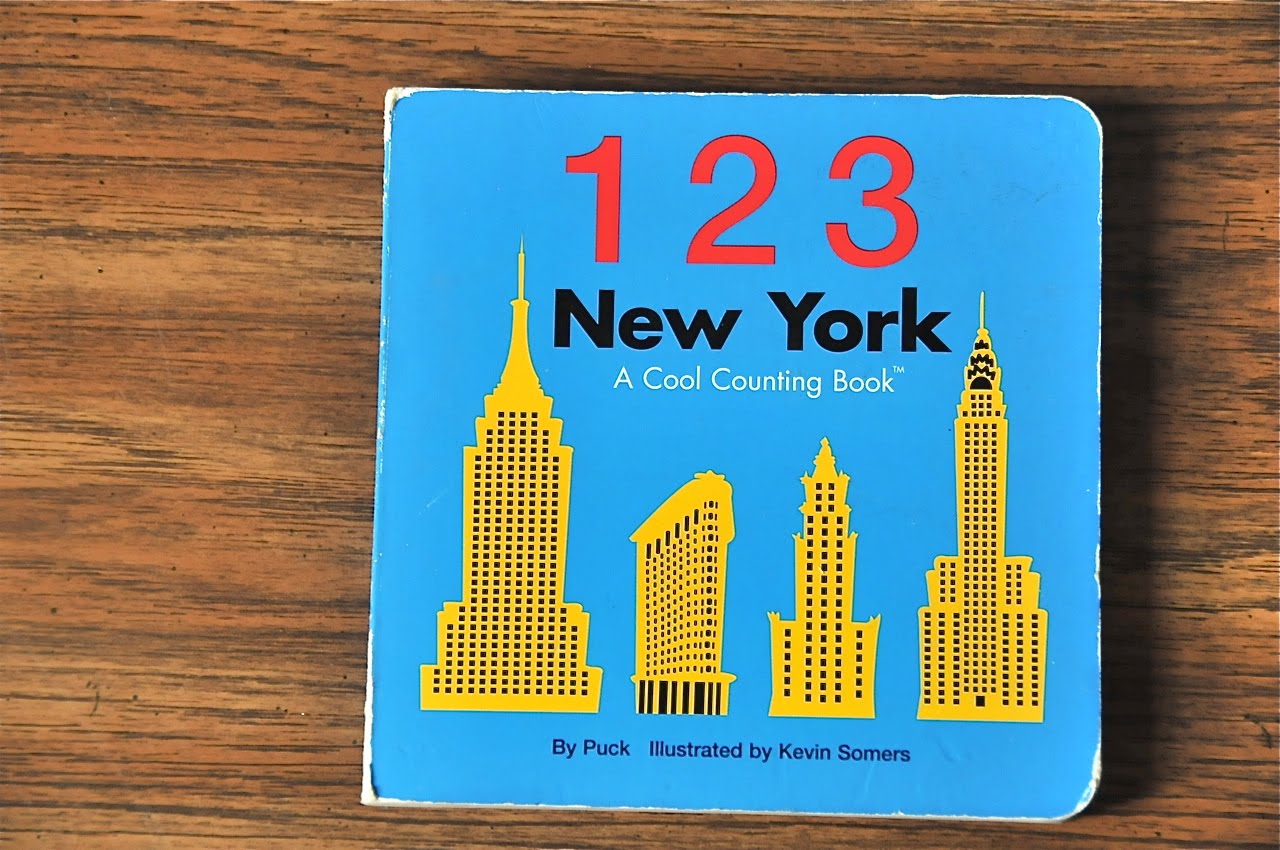 1 2 3
New York
A Cool Counting Book™
By Puck Illustrated by Kevin Somers